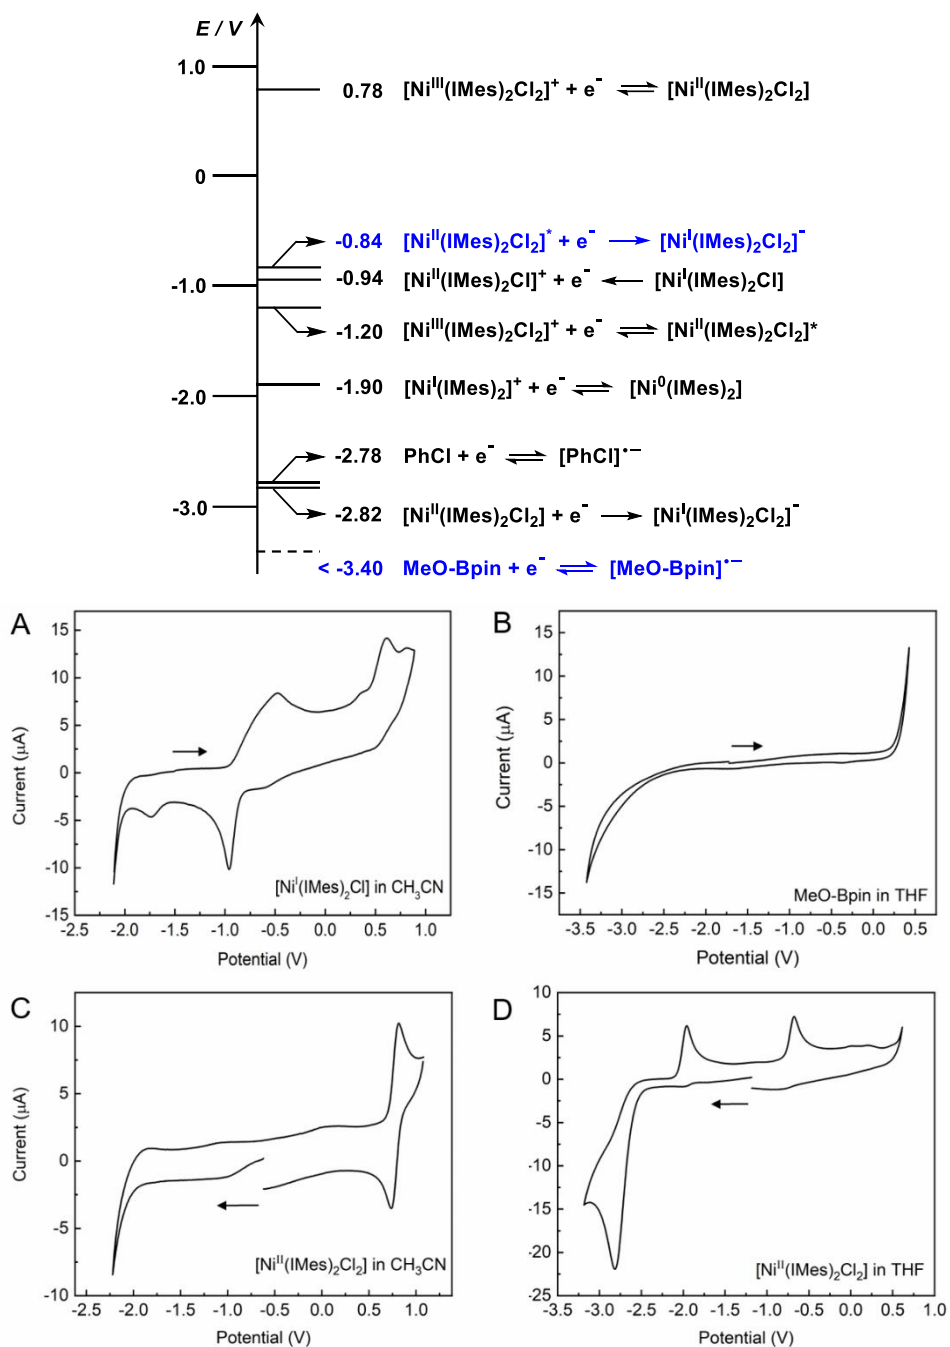 E / V
1.0
0.78 [Ni^III(IMes)₂Cl₂]⁺ + e⁻ ⇌ [Ni^II(IMes)₂Cl₂]
0
-0.84 [Ni^II(IMes)₂Cl₂]* + e⁻ → [Ni^I(IMes)₂Cl₂]⁻
-0.94 [Ni^II(IMes)₂Cl]⁺ + e⁻ ← [Ni^I(IMes)₂Cl]
-1.0
-1.20 [Ni^III(IMes)₂Cl₂]⁺ + e⁻ ⇌ [Ni^II(IMes)₂Cl₂]*
-1.90 [Ni^I(IMes)₂]⁺ + e⁻ ⇌ [Ni⁰(IMes)₂]
-2.0
-2.78 PhCl + e⁻ ⇌ [PhCl]•⁻
-3.0
-2.82 [Ni^II(IMes)₂Cl₂] + e⁻ → [Ni^I(IMes)₂Cl₂]⁻
< -3.40 MeO-Bpin + e⁻ ⇌ [MeO-Bpin]•⁻
A
15
10
5
0
-5
-10
-15
Current (μA)
[Ni^I(IMes)₂Cl] in CH₃CN
-2.5 -2.0 -1.5 -1.0 -0.5 0.0 0.5 1.0
Potential (V)
B
15
10
5
0
-5
-10
-15
Current (μA)
MeO-Bpin in THF
-3.5 -3.0 -2.5 -2.0 -1.5 -1.0 -0.5 0.0 0.5
Potential (V)
C
10
5
0
-5
-10
Current (μA)
[Ni^II(IMes)₂Cl₂] in CH₃CN
-2.5 -2.0 -1.5 -1.0 -0.5 0.0 0.5 1.0
Potential (V)
D
10
5
0
-5
-10
-15
-20
-25
Current (μA)
[Ni^II(IMes)₂Cl₂] in THF
-3.5 -3.0 -2.5 -2.0 -1.5 -1.0 -0.5 0.0 0.5 1.0
Potential (V)